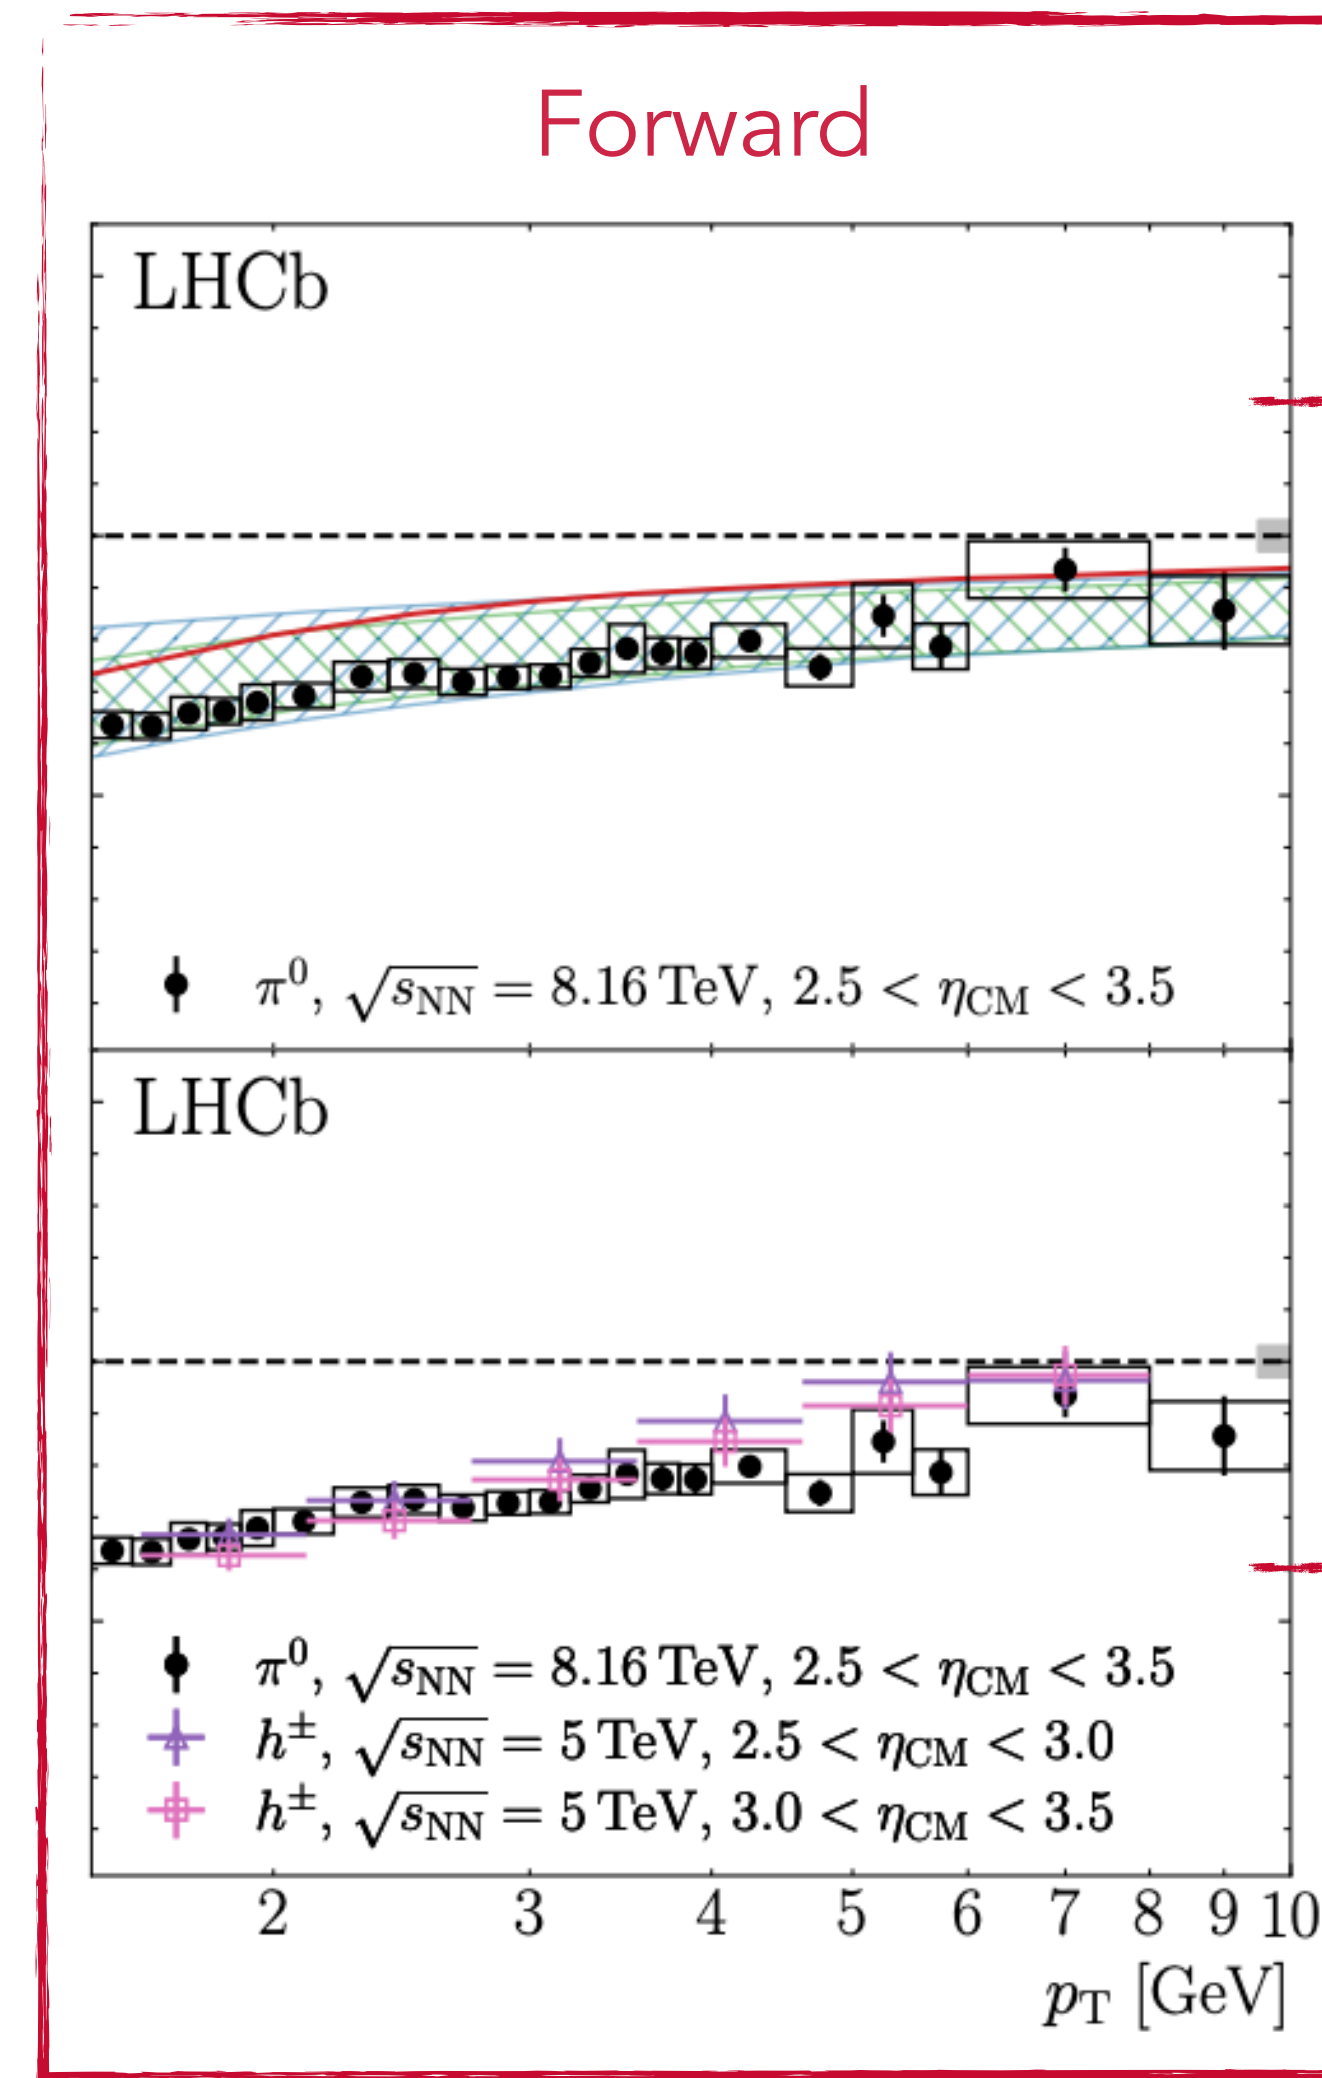 Forward
LHCb
π⁰, √s_NN = 8.16 TeV, 2.5 < η_CM < 3.5
LHCb
π⁰, √s_NN = 8.16 TeV, 2.5 < η_CM < 3.5
h±, √s_NN = 5 TeV, 2.5 < η_CM < 3.0
h±, √s_NN = 5 TeV, 3.0 < η_CM < 3.5
2 3 4 5 6 7 8 9 10
p_T [GeV]